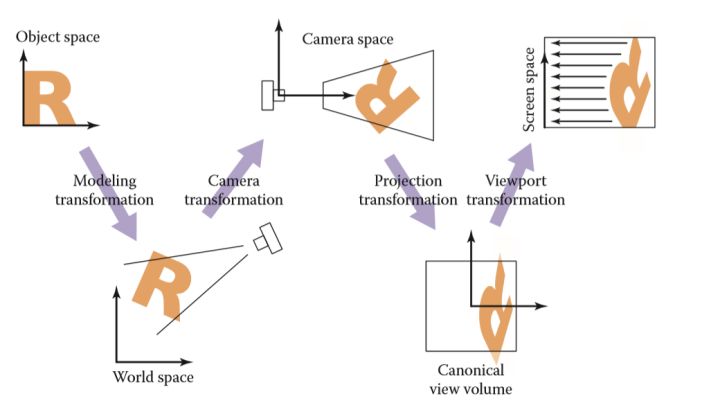 Object space
Camera space
Screen space
Modeling
transformation
Camera
transformation
Projection
transformation
Viewport
transformation
R
R
R
R
R
World space
Canonical
view volume